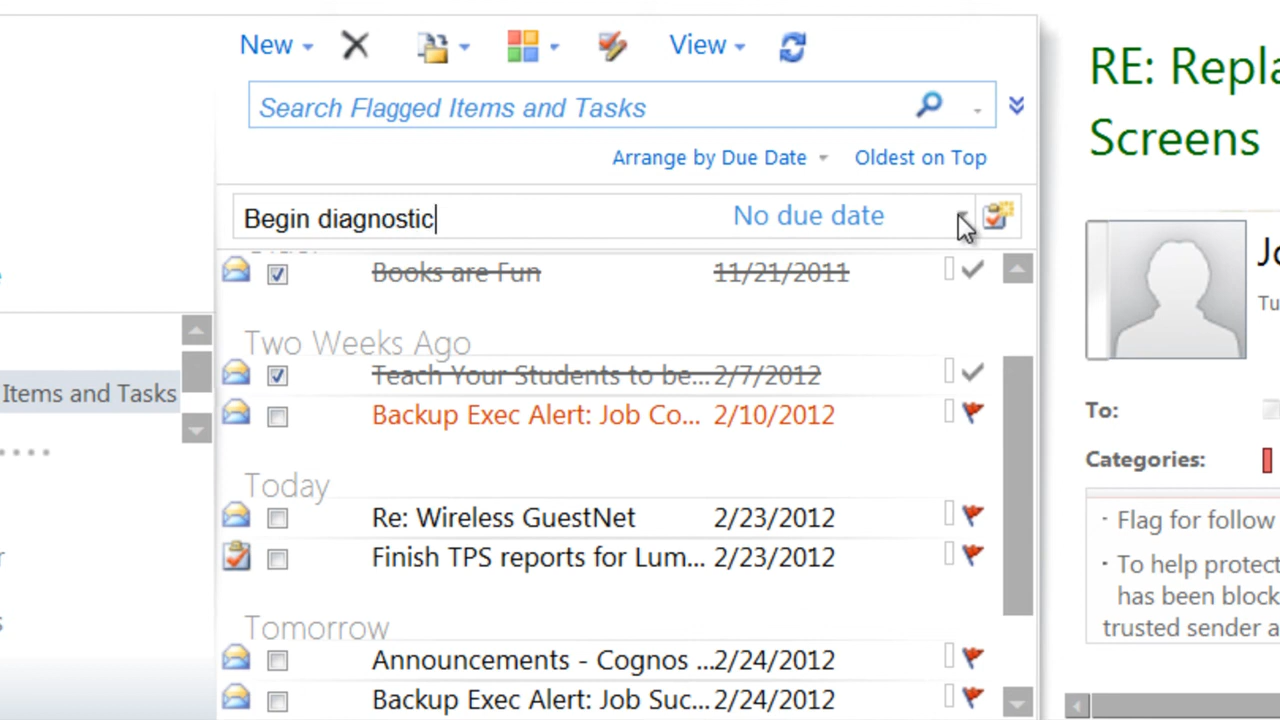 New View
Search Flagged Items and Tasks
Arrange by Due Date Oldest on Top
Begin diagnostic No due date
Books are Fun 11/21/2011
Two Weeks Ago
Teach Your Students to be... 2/7/2012
Backup Exec Alert: Job Co... 2/10/2012
Today
Re: Wireless GuestNet 2/23/2012
Finish TPS reports for Lum... 2/23/2012
Tomorrow
Announcements - Cognos ... 2/24/2012
Backup Exec Alert: Job Suc... 2/24/2012
Items and Tasks
RE: Repla
Screens
Jo
Tu
To:
Categories:
· Flag for follow
· To help protect
has been block
trusted sender a